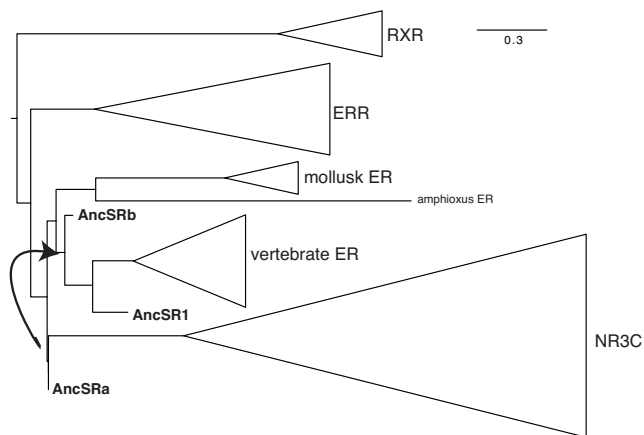 RXR
0.3
ERR
mollusk ER
amphioxus ER
AncSRb
vertebrate ER
AncSR1
NR3C
AncSRa